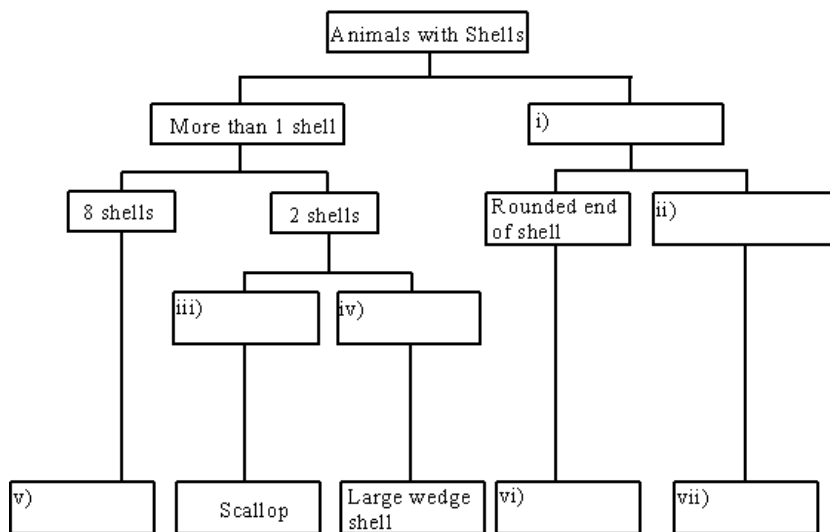 Animals with Shells
More than 1 shell
i)
8 shells
2 shells
Rounded end
of shell
ii)
iii)
iv)
v)
Scallop
Large wedge
shell
vi)
vii)